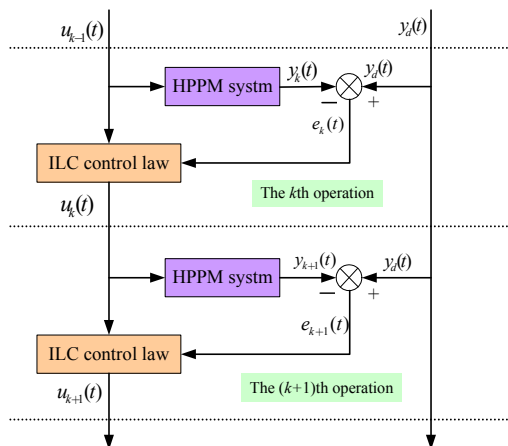 u_{k-1}(t)
y_d(t)
HPPM systm
y_k(t)
y_d(t)
−
+
e_k(t)
ILC control law
The kth operation
u_k(t)
HPPM systm
y_{k+1}(t)
y_d(t)
−
+
e_{k+1}(t)
ILC control law
The (k+1)th operation
u_{k+1}(t)